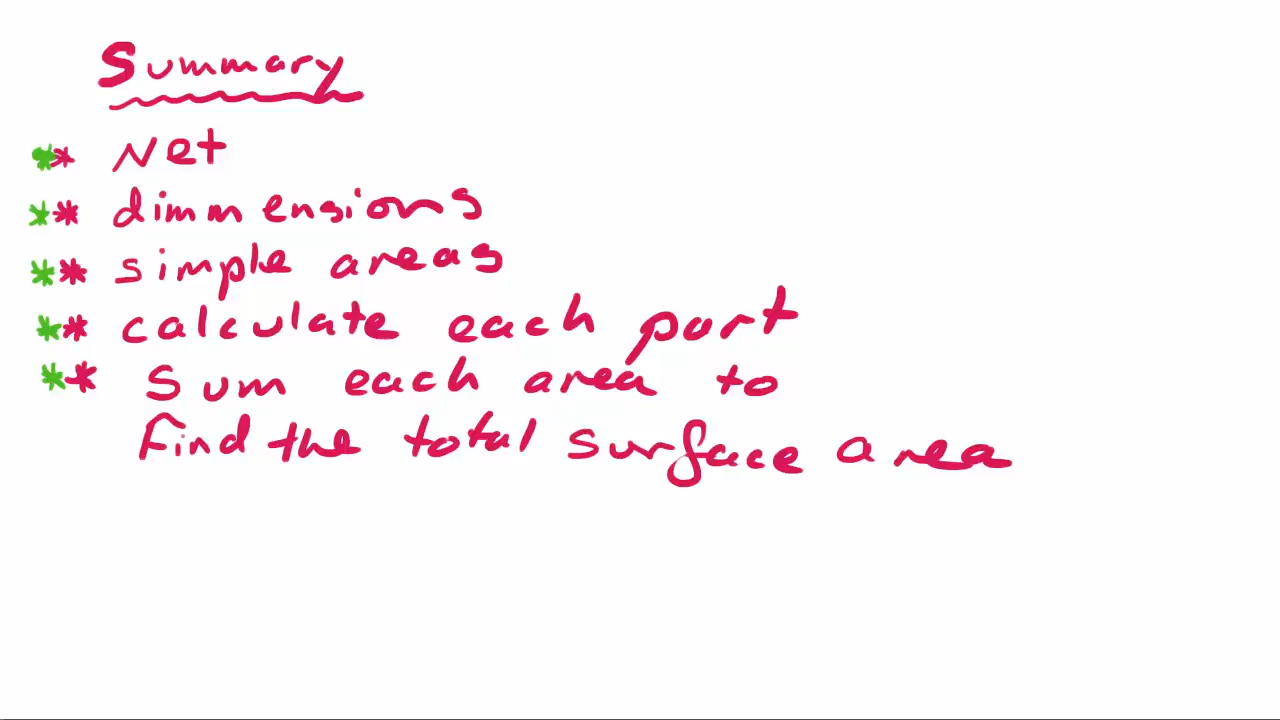 Summary
** Net
** dimmensions
** simple areas
** calculate each part
** Sum each area to
Find the total surface area